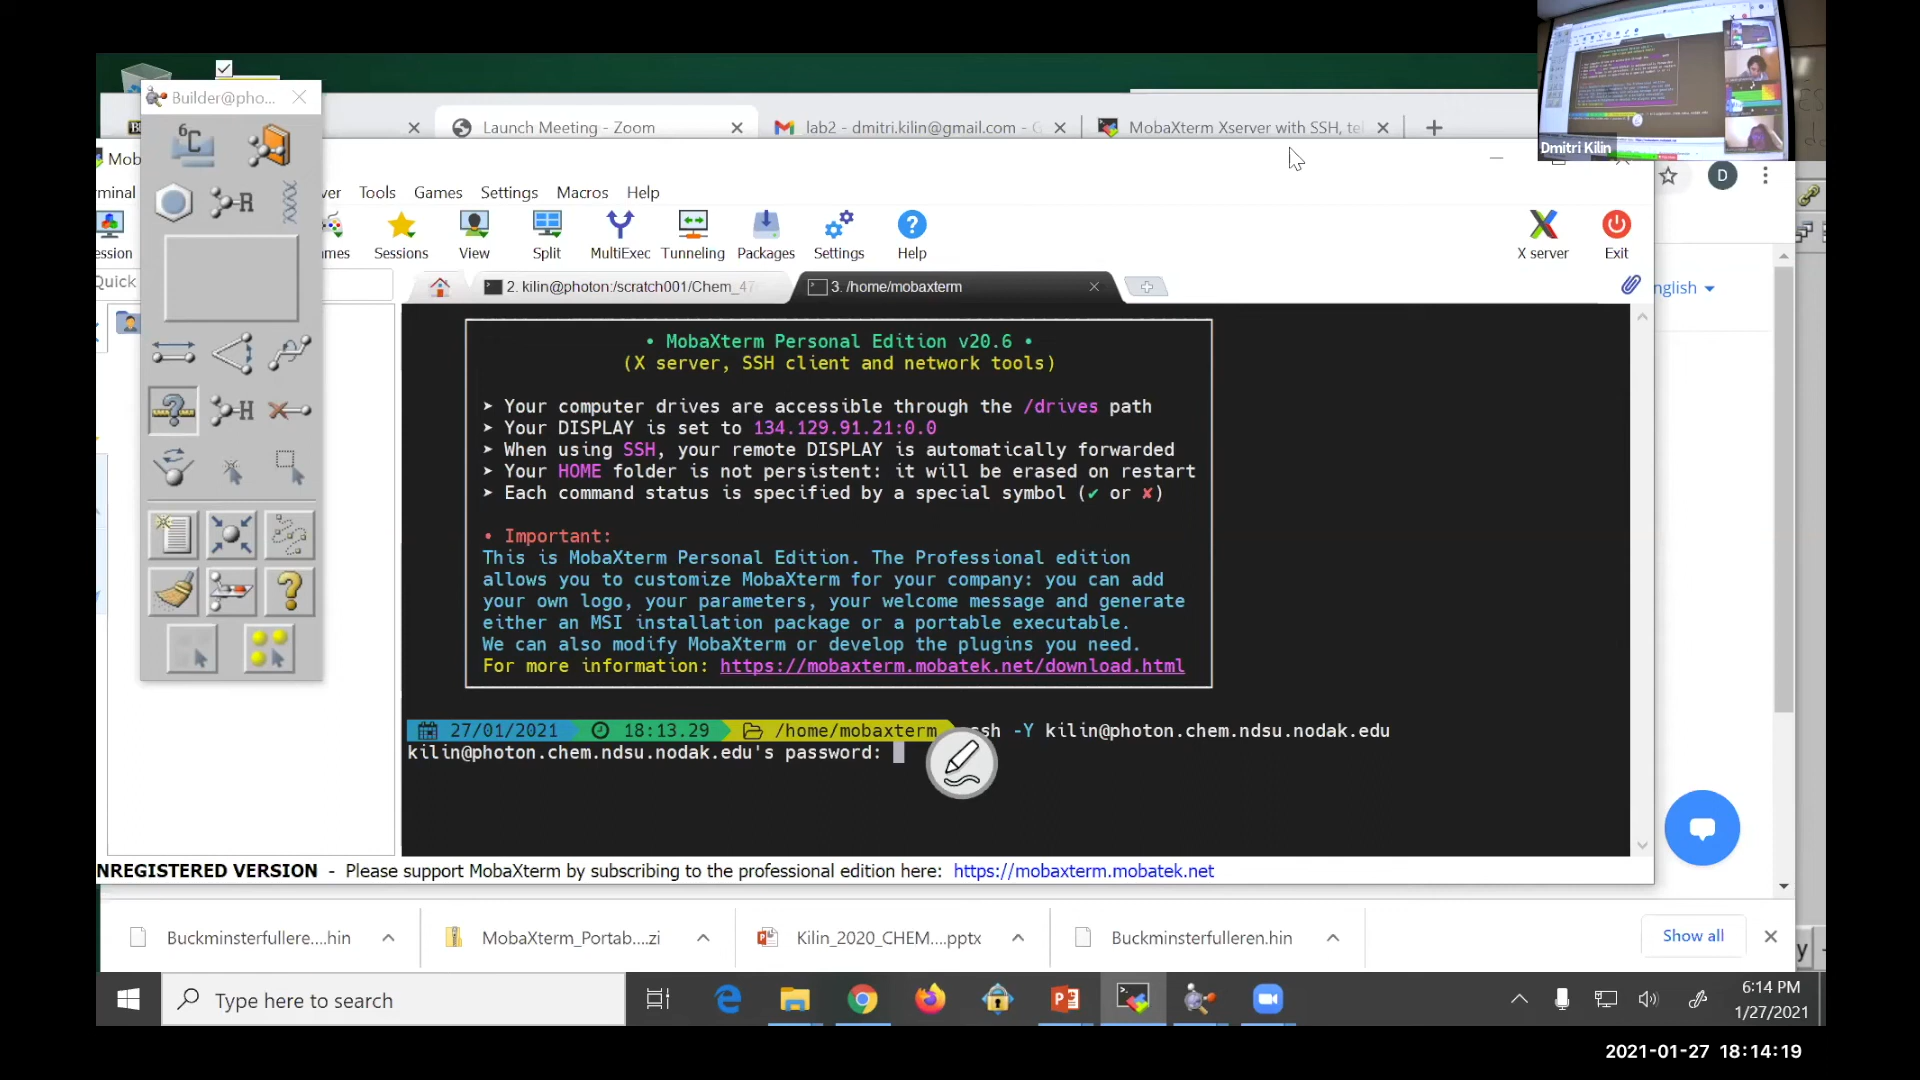 Dmitri Kilin
Builder@pho...
Launch Meeting - Zoom
lab2 - dmitri.kilin@gmail.com - G
MobaXterm Xserver with SSH, tel
D
Mob
minal
ver
Tools
Games
Settings
Macros
Help
6C
R
ession
mes
Sessions
View
Split
MultiExec
Tunneling
Packages
Settings
Help
X server
Exit
Quick
2. kilin@photon:/scratch001/Chem_47
3. /home/mobaxterm
nglish
• MobaXterm Personal Edition v20.6 •
(X server, SSH client and network tools)
➤ Your computer drives are accessible through the /drives path
➤ Your DISPLAY is set to 134.129.91.21:0.0
➤ When using SSH, your remote DISPLAY is automatically forwarded
➤ Your HOME folder is not persistent: it will be erased on restart
➤ Each command status is specified by a special symbol (✔ or ✘)
• Important:
This is MobaXterm Personal Edition. The Professional edition
allows you to customize MobaXterm for your company: you can add
your own logo, your parameters, your welcome message and generate
either an MSI installation package or a portable executable.
We can also modify MobaXterm or develop the plugins you need.
For more information: https://mobaxterm.mobatek.net/download.html
H
27/01/2021 18:13.29 /home/mobaxterm ssh -Y kilin@photon.chem.ndsu.nodak.edu
kilin@photon.chem.ndsu.nodak.edu's password:
NREGISTERED VERSION - Please support MobaXterm by subscribing to the professional edition here: https://mobaxterm.mobatek.net
Buckminsterfullere....hin
MobaXterm_Portab....zi
Kilin_2020_CHEM....pptx
Buckminsterfulleren.hin
Show all
y
Type here to search
6:14 PM
1/27/2021
2021-01-27 18:14:19